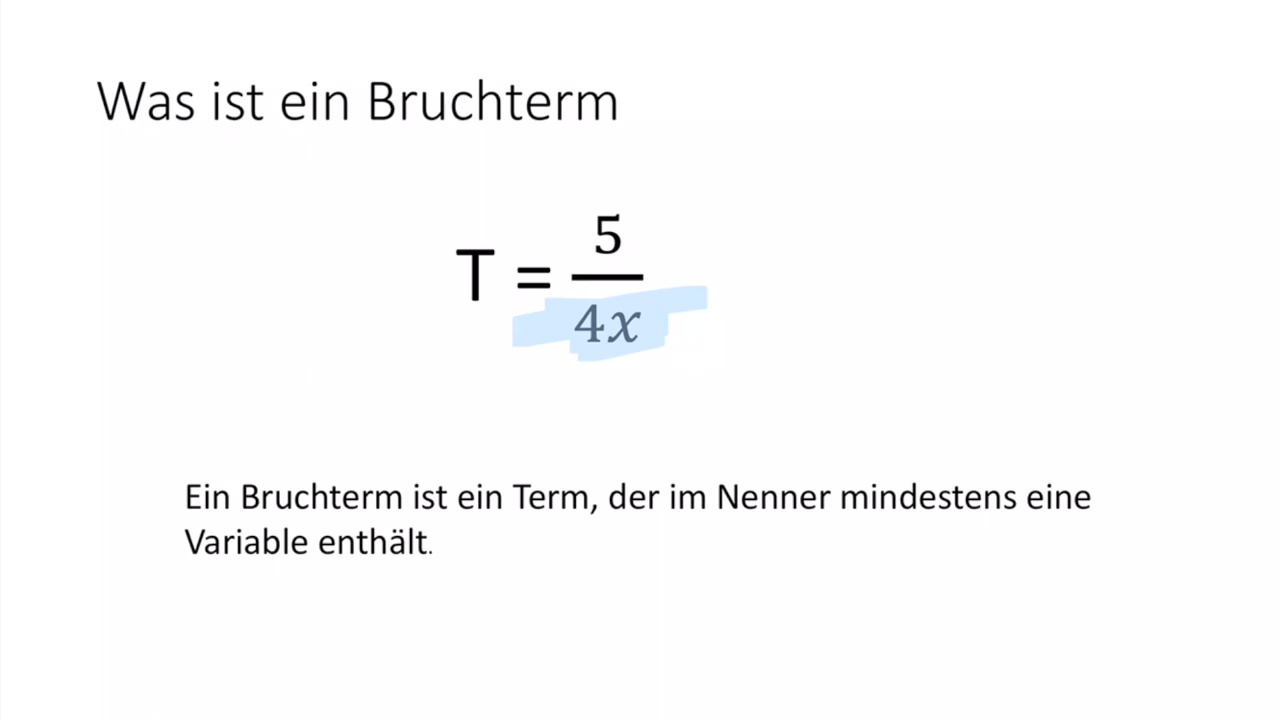 Was ist ein Bruchterm
T = 5/4x
Ein Bruchterm ist ein Term, der im Nenner mindestens eine
Variable enthält.